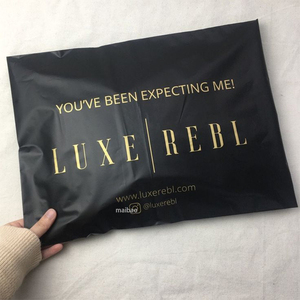 YOU'VE BEEN EXPECTING ME!
LUXE | REBL
www.luxerebl.com
@luxerebl